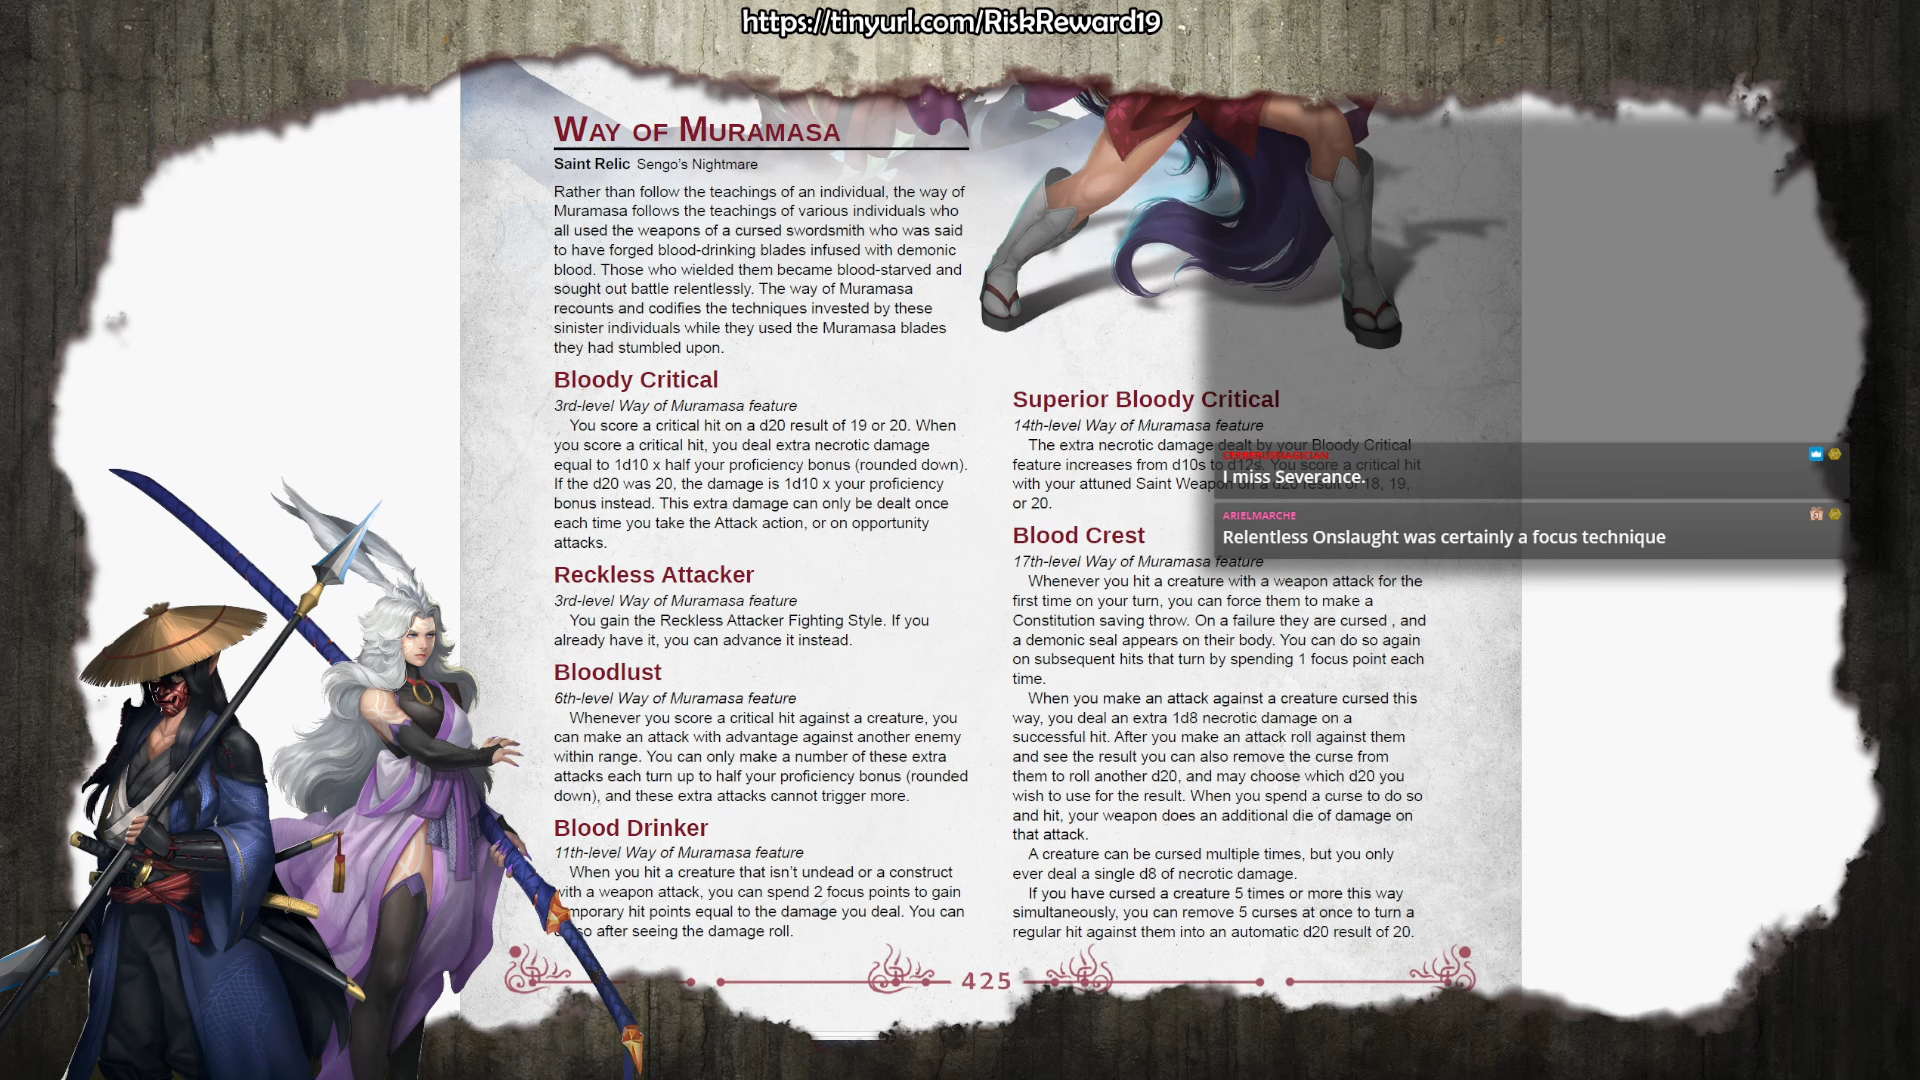 https://tinyurl.com/RiskReward19
WAY OF MURAMASA
Saint Relic Sengo's Nightmare
Rather than follow the teachings of an individual, the way of
Muramasa follows the teachings of various individuals who
all used the weapons of a cursed swordsmith who was said
to have forged blood-drinking blades infused with demonic
blood. Those who wielded them became blood-starved and
sought out battle relentlessly. The way of Muramasa
recounts and codifies the techniques invested by these
sinister individuals while they used the Muramasa blades
they had stumbled upon.
Bloody Critical
3rd-level Way of Muramasa feature
You score a critical hit on a d20 result of 19 or 20. When
you score a critical hit, you deal extra necrotic damage
equal to 1d10 x half your proficiency bonus (rounded down).
If the d20 was 20, the damage is 1d10 x your proficiency
bonus instead. This extra damage can only be dealt once
each time you take the Attack action, or on opportunity
attacks.
Reckless Attacker
3rd-level Way of Muramasa feature
You gain the Reckless Attacker Fighting Style. If you
already have it, you can advance it instead.
Bloodlust
6th-level Way of Muramasa feature
Whenever you score a critical hit against a creature, you
can make an attack with advantage against another enemy
within range. You can only make a number of these extra
attacks each turn up to half your proficiency bonus (rounded
down), and these extra attacks cannot trigger more.
Blood Drinker
11th-level Way of Muramasa feature
When you hit a creature that isn't undead or a construct
with a weapon attack, you can spend 2 focus points to gain
mporary hit points equal to the damage you deal. You can
so after seeing the damage roll.
Superior Bloody Critical
14th-level Way of Muramasa feature
The extra necrotic damage dealt by your Bloody Critical
feature increases from d10s to d12s. You score a critical hit
with your attuned Saint Weapon on a d20 result of 18, 19,
or 20.
Blood Crest
17th-level Way of Muramasa feature
Whenever you hit a creature with a weapon attack for the
first time on your turn, you can force them to make a
Constitution saving throw. On a failure they are cursed , and
a demonic seal appears on their body. You can do so again
on subsequent hits that turn by spending 1 focus point each
time.
When you make an attack against a creature cursed this
way, you deal an extra 1d8 necrotic damage on a
successful hit. After you make an attack roll against them
and see the result you can also remove the curse from
them to roll another d20, and may choose which d20 you
wish to use for the result. When you spend a curse to do so
and hit, your weapon does an additional die of damage on
that attack.
A creature can be cursed multiple times, but you only
ever deal a single d8 of necrotic damage.
If you have cursed a creature 5 times or more this way
simultaneously, you can remove 5 curses at once to turn a
regular hit against them into an automatic d20 result of 20.
425
CERBERUSMAGICIAN
I miss Severance.
ARIELMARCHE
Relentless Onslaught was certainly a focus technique